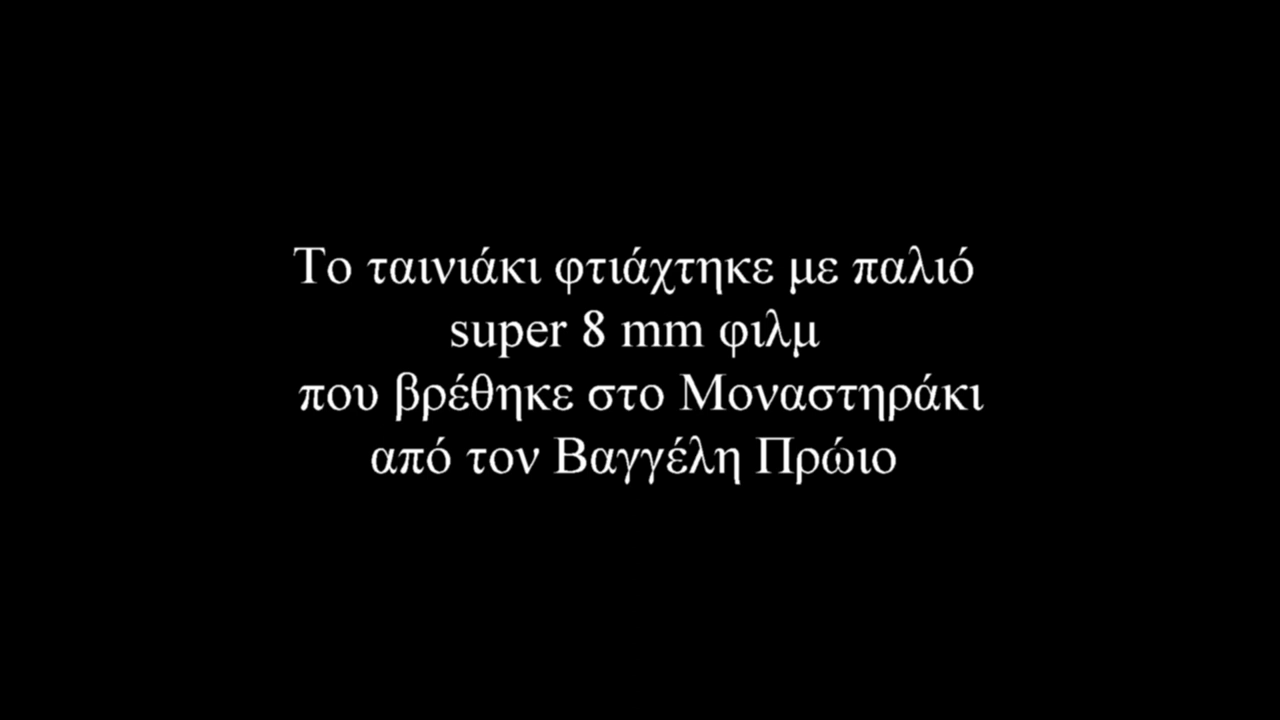 Το ταινιάκι φτιάχτηκε με παλιό
super 8 mm φιλμ
που βρέθηκε στο Μοναστηράκι
από τον Βαγγέλη Πρώιο